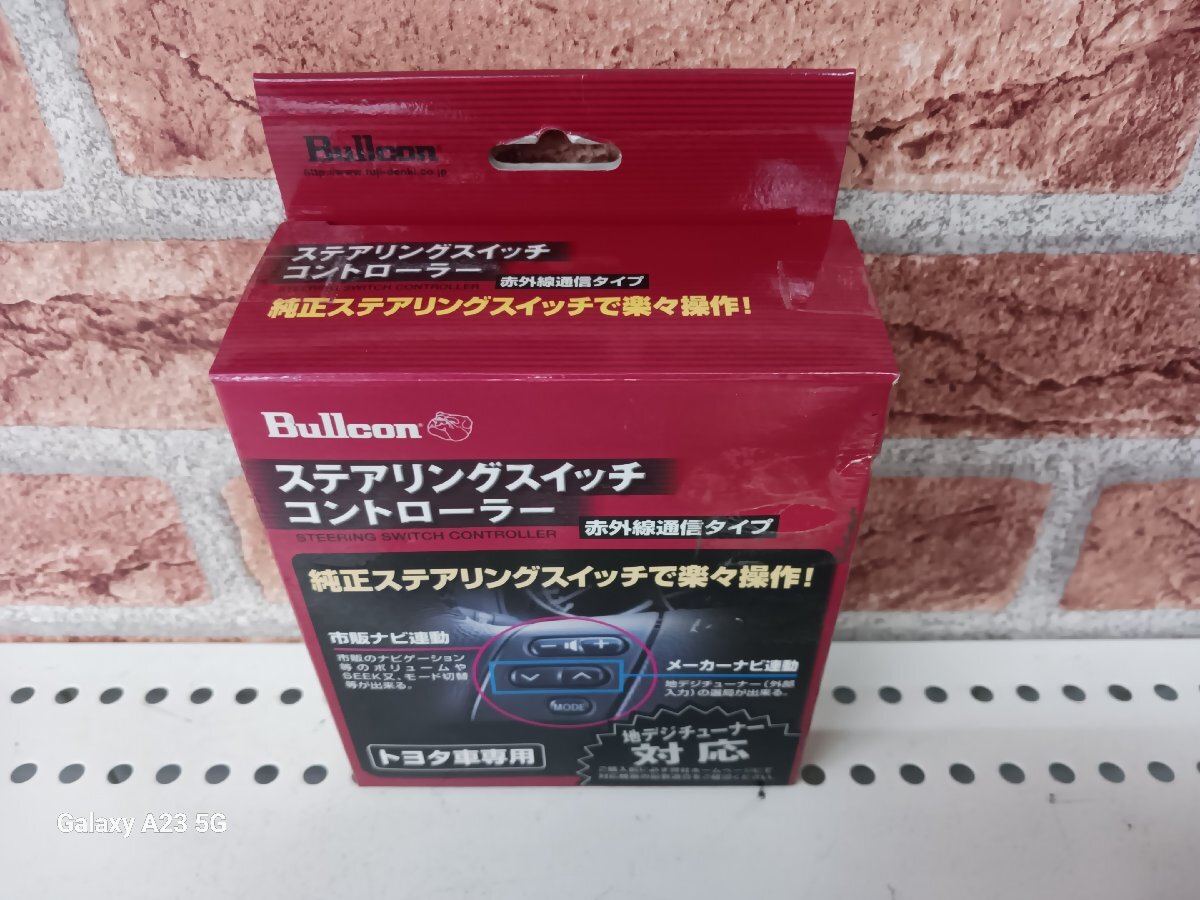 Bullcon
http://www.fuji-denki.co.jp
ステアリングスイッチ
コントローラー 赤外線通信タイプ
STEERING SWITCH CONTROLLER
純正ステアリングスイッチで楽々操作!
Bullcon
ステアリングスイッチ
コントローラー 赤外線通信タイプ
STEERING SWITCH CONTROLLER
純正ステアリングスイッチで楽々操作!
市販ナビ連動
市販のナビゲーション
等のボリュームや
SEEK又、モード切替
等が出来る。
メーカーナビ連動
地デジチューナー(外部
入力)の選局が出来る。
MODE
トヨタ車専用
地デジチューナー
対応
Galaxy A23 5G